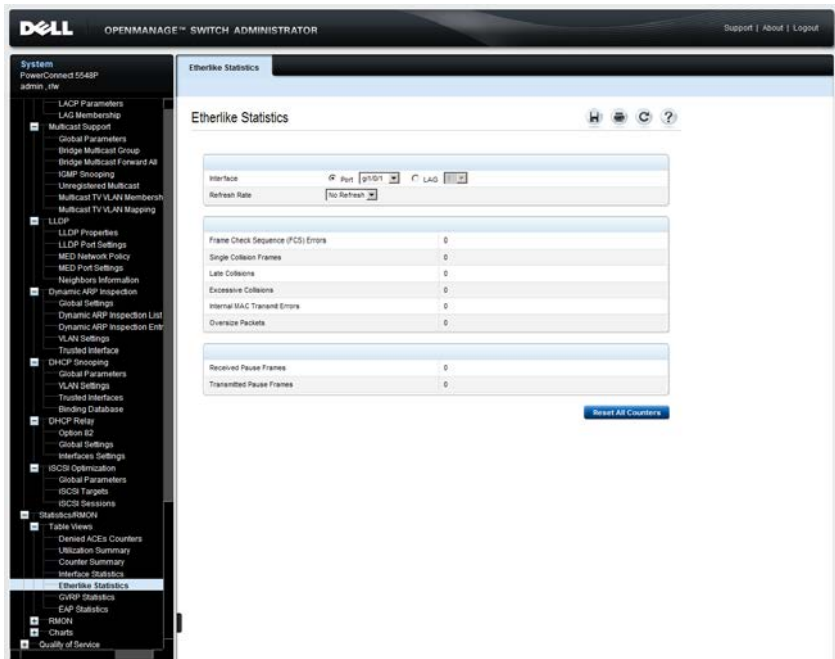 DELL
OPENMANAGE™ SWITCH ADMINISTRATOR
Support | About | Logout
System
PowerConnect 5548P
admin , r/w
LACP Parameters
LAG Membership
Multicast Support
Global Parameters
Bridge Multicast Group
Bridge Multicast Forward All
IGMP Snooping
Unregistered Multicast
Multicast TV VLAN Membersh
Multicast TV VLAN Mapping
LLDP
LLDP Properties
LLDP Port Settings
MED Network Policy
MED Port Settings
Neighbors Information
Dynamic ARP Inspection
Global Settings
Dynamic ARP Inspection List
Dynamic ARP Inspection Entr
VLAN Settings
Trusted Interface
DHCP Snooping
Global Parameters
VLAN Settings
Trusted Interfaces
Binding Database
DHCP Relay
Option 82
Global Settings
Interfaces Settings
iSCSI Optimization
Global Parameters
iSCSI Targets
iSCSI Sessions
Statistics/RMON
Table Views
Denied ACEs Counters
Utilization Summary
Counter Summary
Interface Statistics
Etherlike Statistics
GVRP Statistics
EAP Statistics
RMON
Charts
Quality of Service
Etherlike Statistics
Etherlike Statistics
Interface Port gi1/0/1 LAG 1
Refresh Rate No Refresh
Frame Check Sequence (FCS) Errors 0
Single Collision Frames 0
Late Collisions 0
Excessive Collisions 0
Internal MAC Transmit Errors 0
Oversize Packets 0
Received Pause Frames 0
Transmitted Pause Frames 0
Reset All Counters